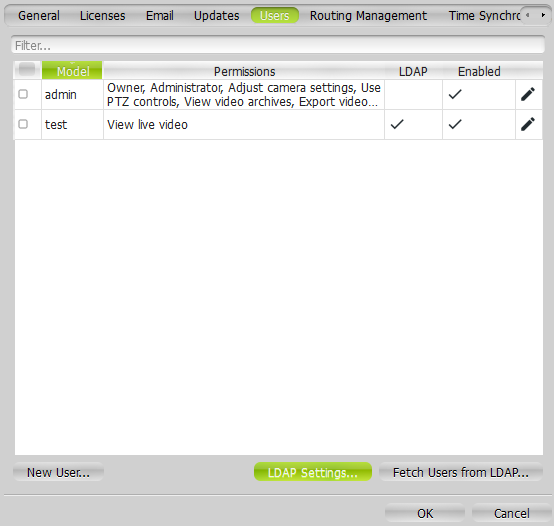 General Licenses Email Updates Users Routing Management Time Synchro
Filter...
Model Permissions LDAP Enabled
admin Owner, Administrator, Adjust camera settings, Use
PTZ controls, View video archives, Export video...
test View live video
New User... LDAP Settings... Fetch Users from LDAP...
OK Cancel